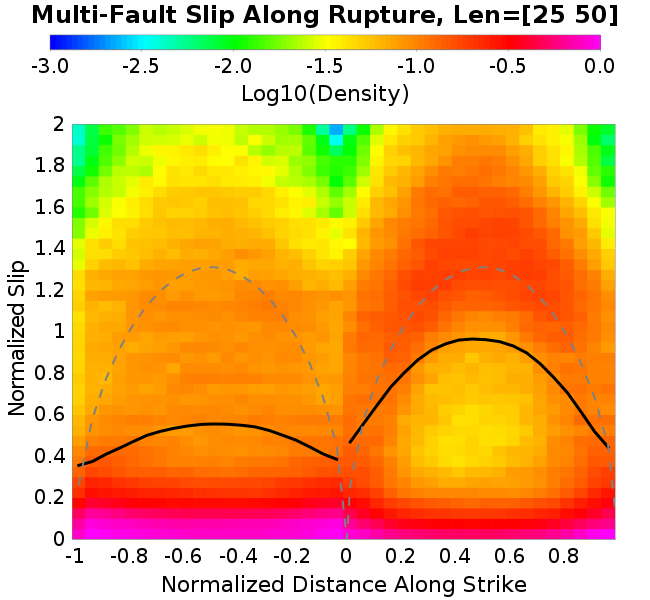 Multi-Fault Slip Along Rupture, Len=[25 50]
-3.0 -2.5 -2.0 -1.5 -1.0 -0.5 0.0
Log10(Density)
2
1.8
1.6
1.4
1.2
1
0.8
0.6
0.4
0.2
0
Normalized Slip
-1 -0.8 -0.6 -0.4 -0.2 0 0.2 0.4 0.6 0.8
Normalized Distance Along Strike